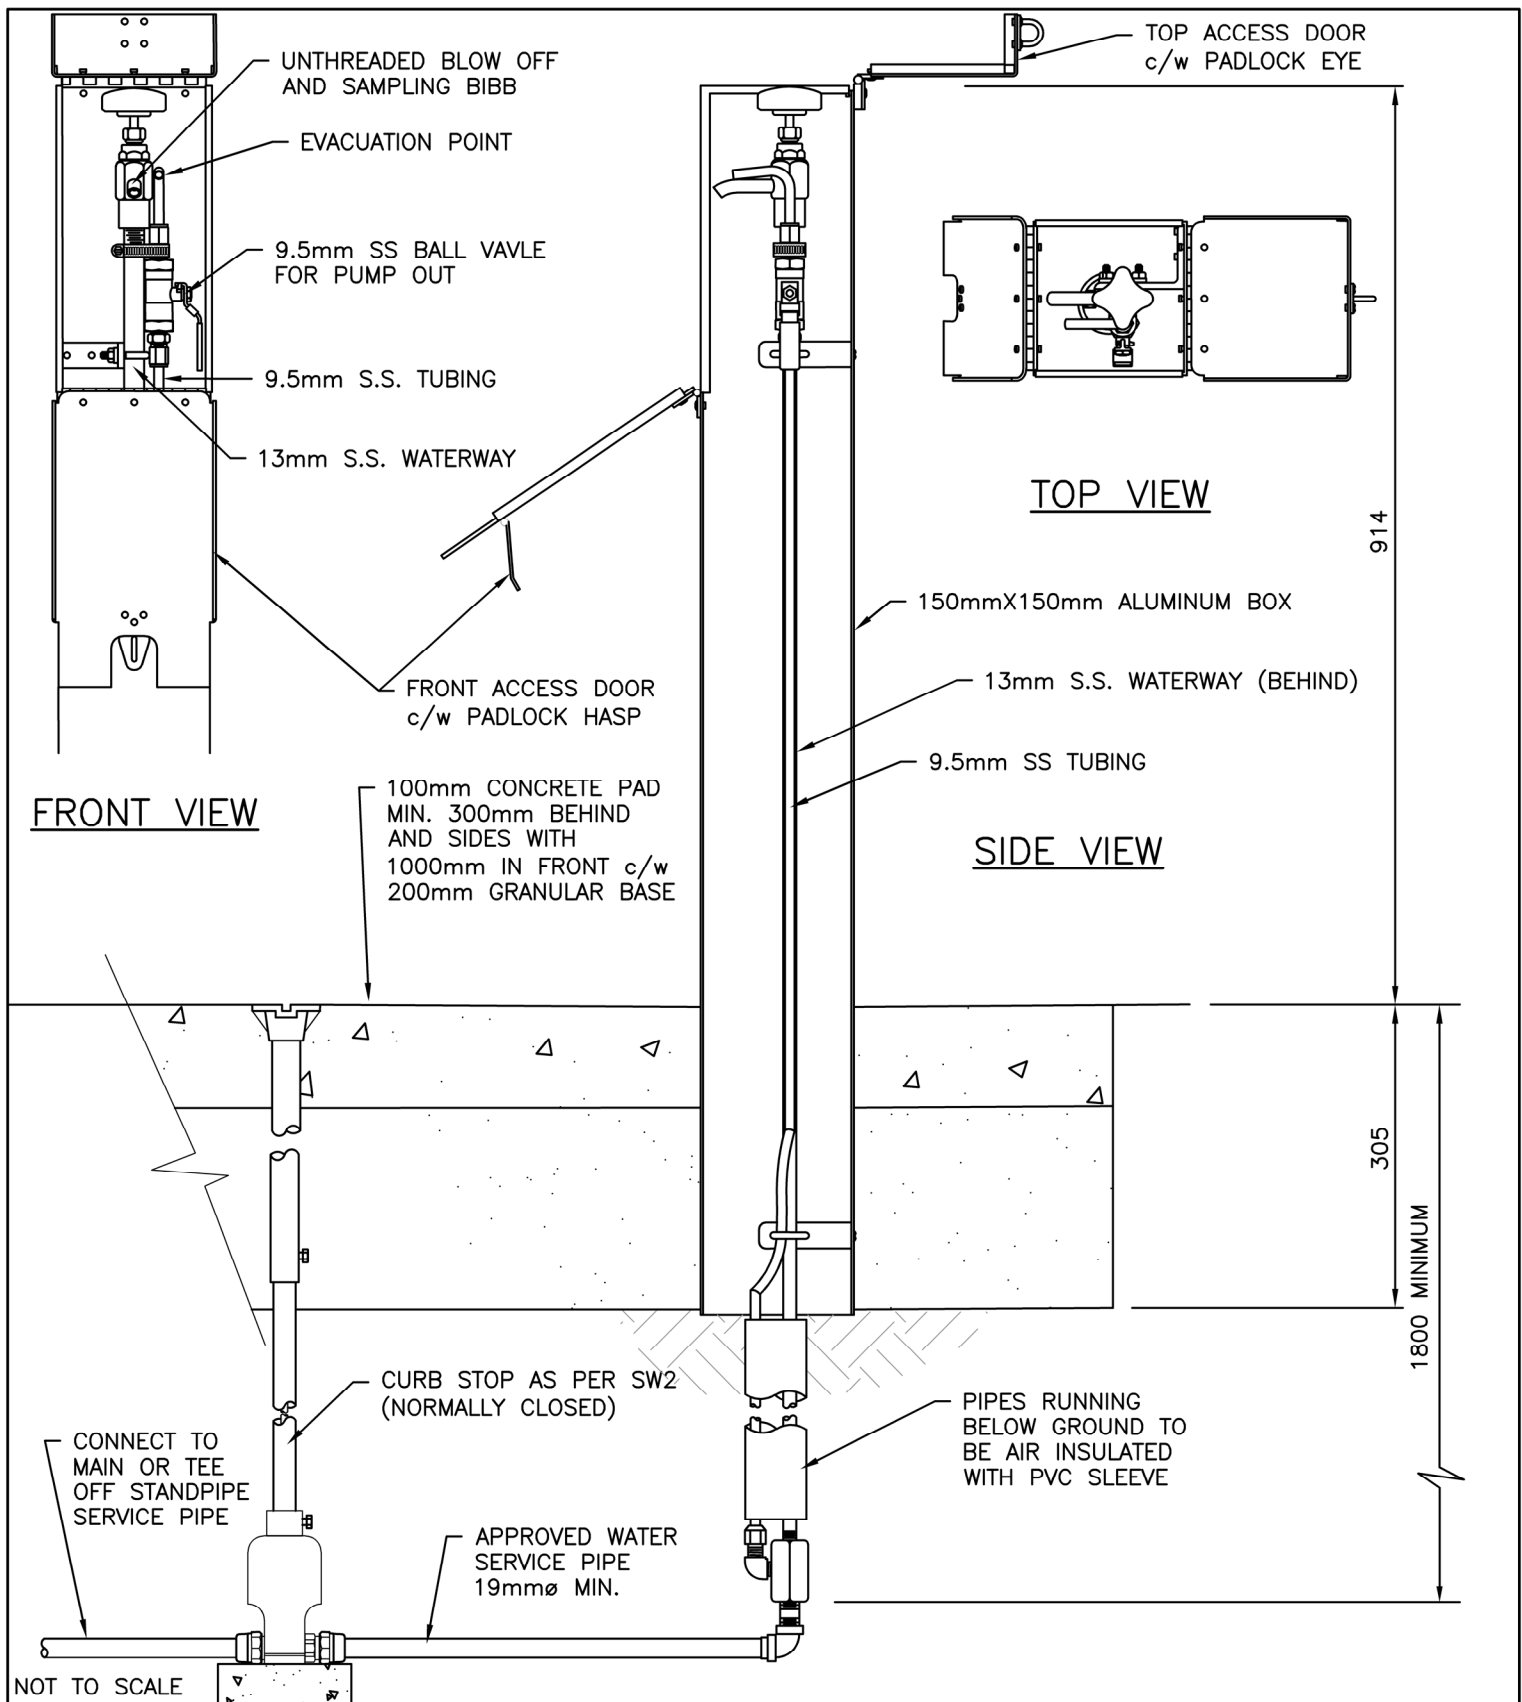 UNTHREADED BLOW OFF
AND SAMPLING BIBB
EVACUATION POINT
9.5mm SS BALL VAVLE
FOR PUMP OUT
9.5mm S.S. TUBING
13mm S.S. WATERWAY
FRONT ACCESS DOOR
c/w PADLOCK HASP
FRONT VIEW
TOP ACCESS DOOR
c/w PADLOCK EYE
TOP VIEW
914
150mmX150mm ALUMINUM BOX
13mm S.S. WATERWAY (BEHIND)
9.5mm SS TUBING
SIDE VIEW
100mm CONCRETE PAD
MIN. 300mm BEHIND
AND SIDES WITH
1000mm IN FRONT c/w
200mm GRANULAR BASE
305
1800 MINIMUM
CURB STOP AS PER SW2
(NORMALLY CLOSED)
PIPES RUNNING
BELOW GROUND TO
BE AIR INSULATED
WITH PVC SLEEVE
CONNECT TO
MAIN OR TEE
OFF STANDPIPE
SERVICE PIPE
APPROVED WATER
SERVICE PIPE
19mmø MIN.
NOT TO SCALE